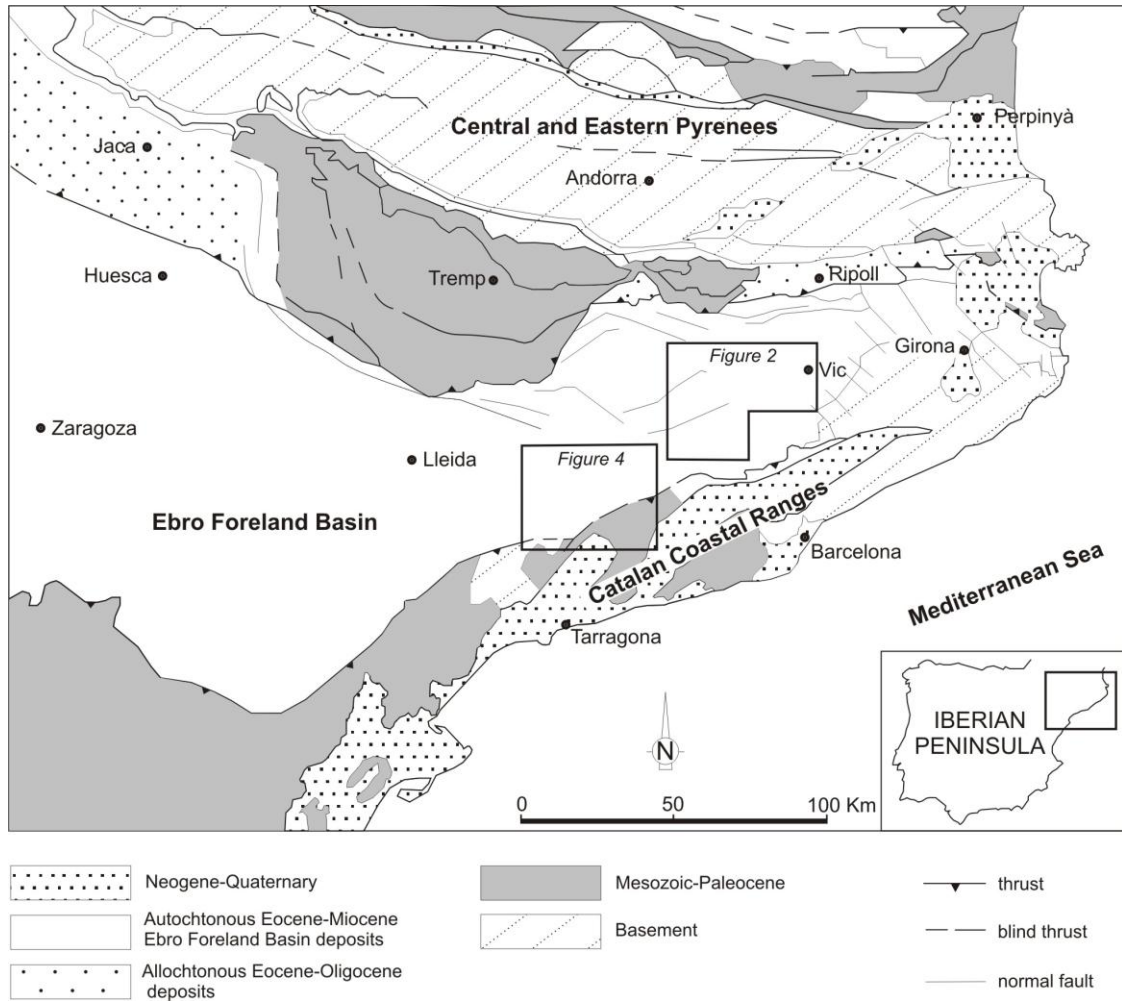 Central and Eastern Pyrenees
Perpinyà
Jaca
Andorra
Huesca
Tremp
Ripoll
Girona
Figure 2
Vic
Zaragoza
Lleida
Figure 4
Ebro Foreland Basin
Catalan Coastal Ranges
Barcelona
Mediterranean Sea
Tarragona
N
IBERIAN
PENINSULA
0 50 100 Km
Neogene-Quaternary
Autochtonous Eocene-Miocene
Ebro Foreland Basin deposits
Allochtonous Eocene-Oligocene
deposits
Mesozoic-Paleocene
Basement
thrust
blind thrust
normal fault